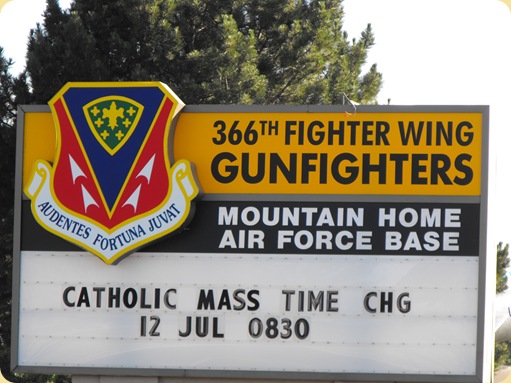 366TH FIGHTER WING
GUNFIGHTERS
AUDENTES FORTUNA JUVAT
MOUNTAIN HOME
AIR FORCE BASE
CATHOLIC MASS TIME CHG
12 JUL 0830